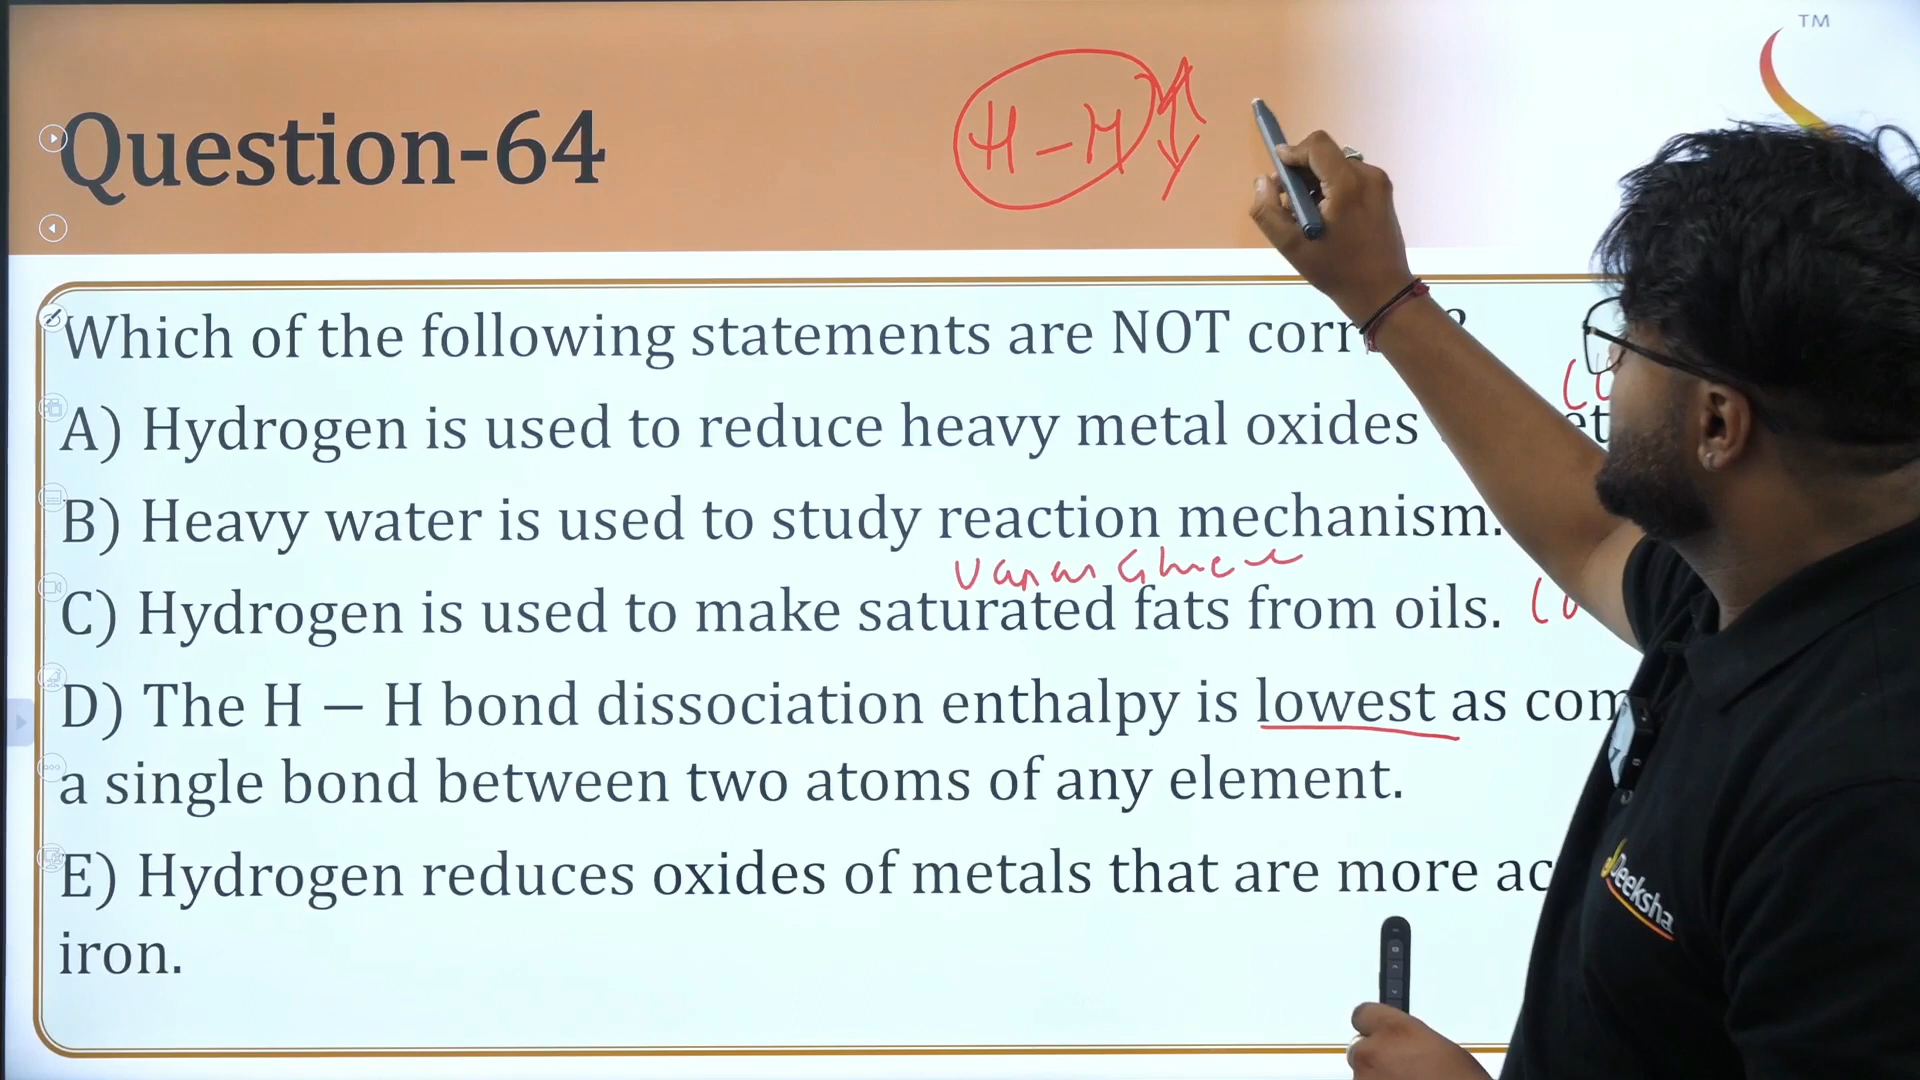 TM
Question-64
H – H
Which of the following statements are NOT corr
A) Hydrogen is used to reduce heavy metal oxides
B) Heavy water is used to study reaction mechanism.
C) Hydrogen is used to make saturated fats from oils.
D) The H – H bond dissociation enthalpy is lowest as com
a single bond between two atoms of any element.
E) Hydrogen reduces oxides of metals that are more ac
iron.
Deeksha